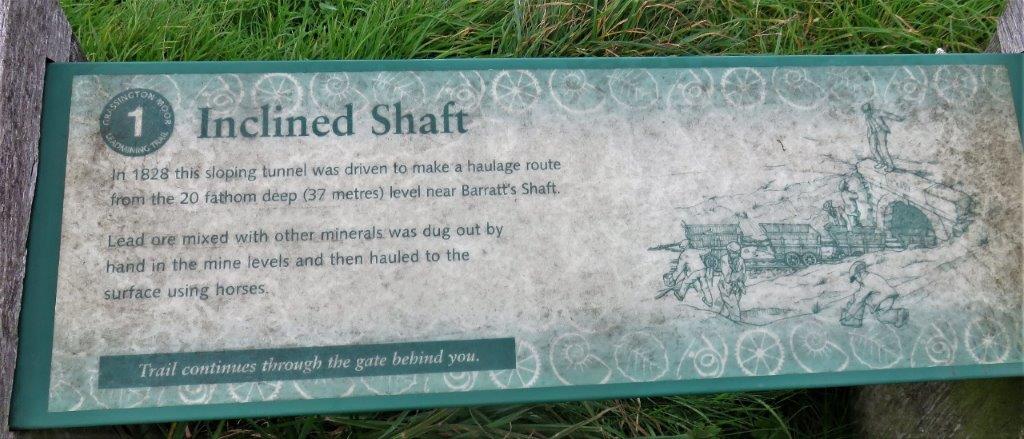 GRASSINGTON MOOR
LEADMINING TRAIL
1
Inclined Shaft
In 1828 this sloping tunnel was driven to make a haulage route
from the 20 fathom deep (37 metres) level near Barratt's Shaft.
Lead ore mixed with other minerals was dug out by
hand in the mine levels and then hauled to the
surface using horses.
Trail continues through the gate behind you.